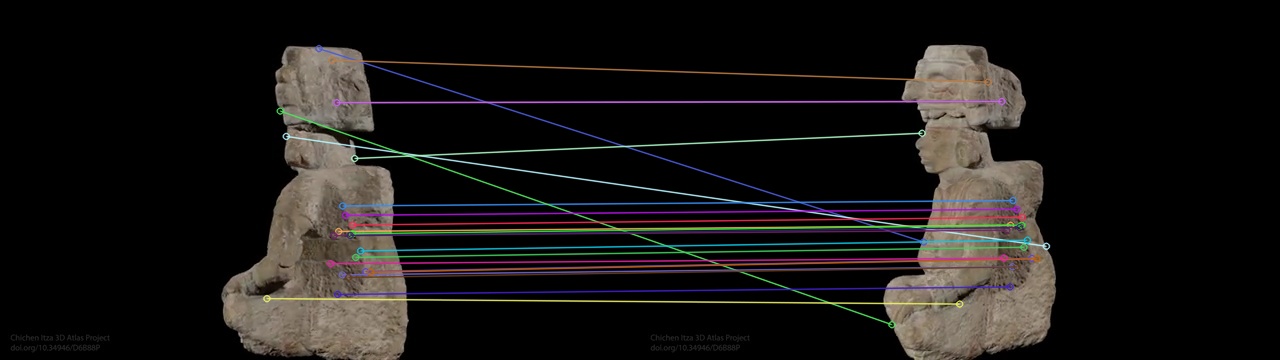 Chichen Itza 3D Atlas Project
doi.org/10.34946/D6B88P
Chichen Itza 3D Atlas Project
doi.org/10.34946/D6B88P